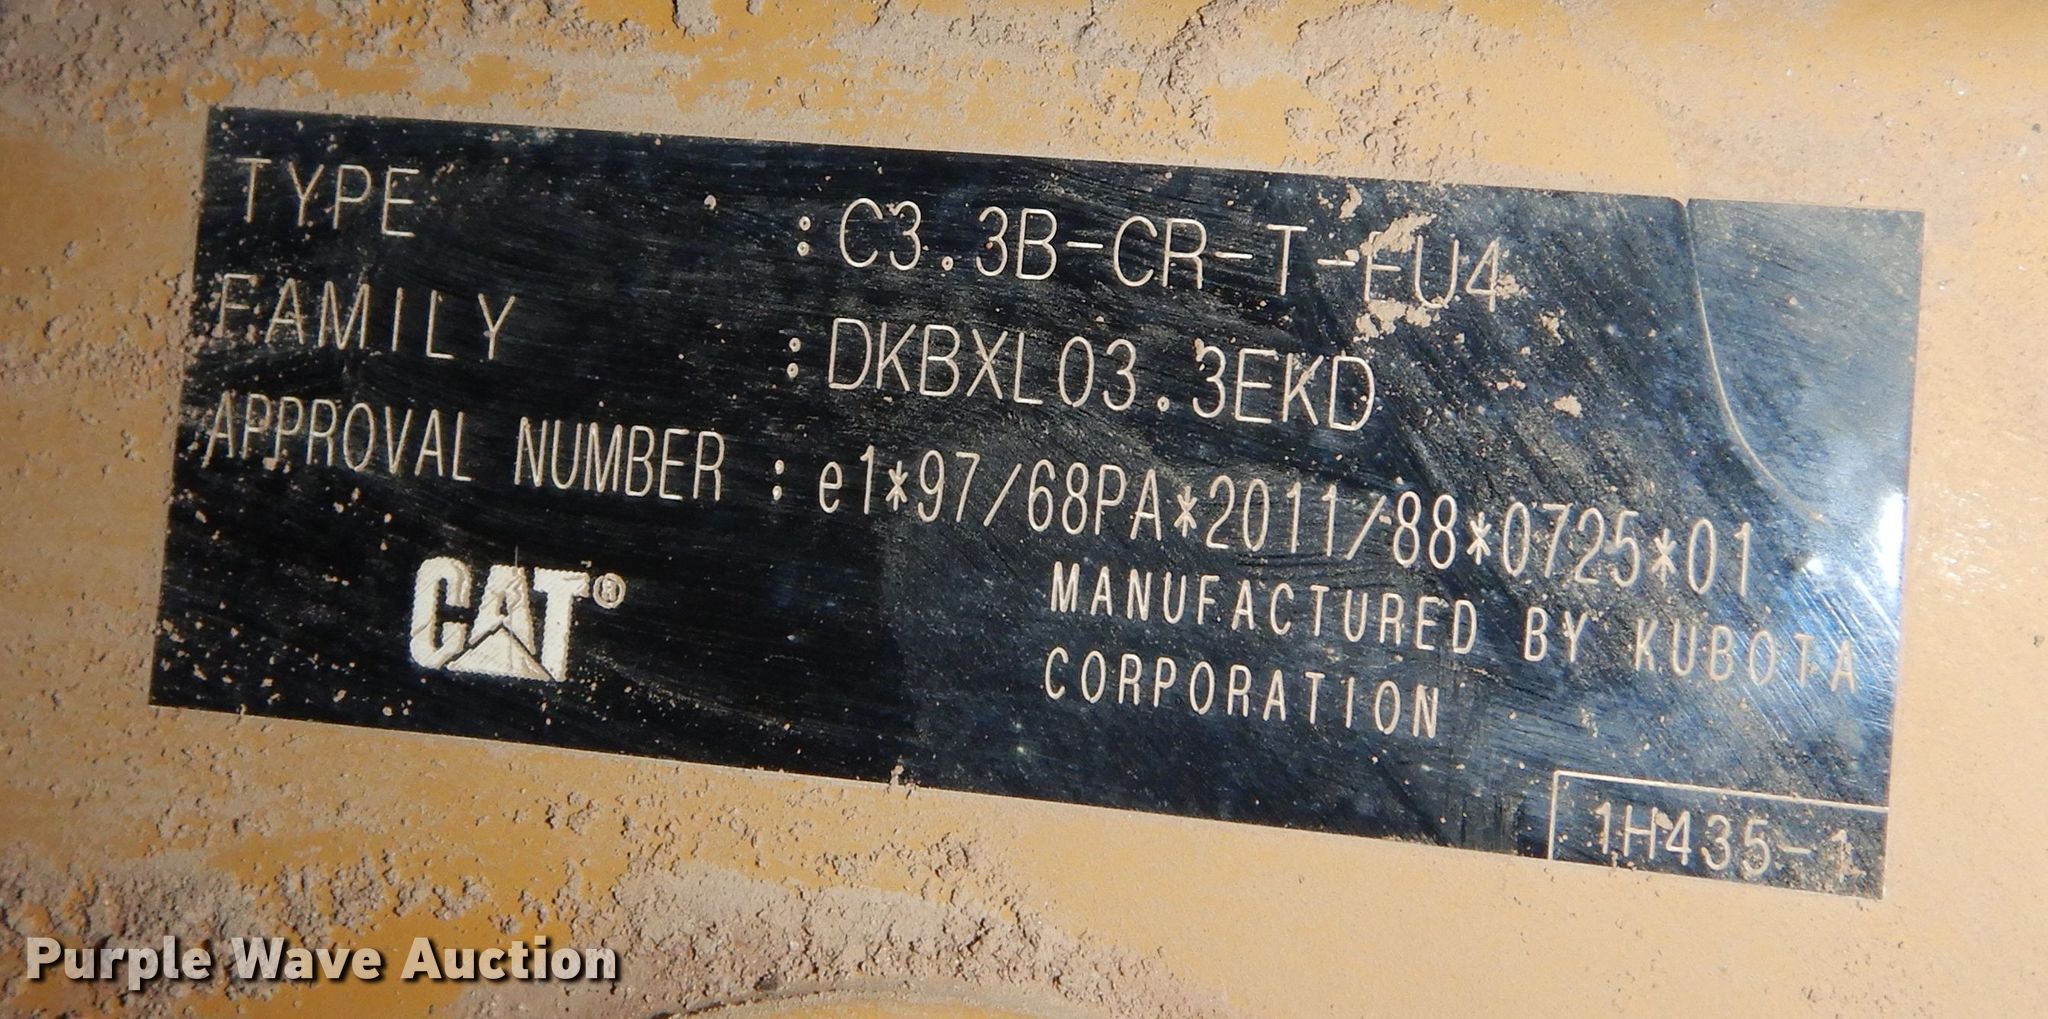 TYPE : C3.3B-CR-T-EU4
FAMILY : DKBXL03.3EKD
APPROVAL NUMBER : e1*97/68PA*2011/88*0725*01
CAT®
MANUFACTURED BY KUBOTA
CORPORATION
1H435-1
Purple Wave Auction